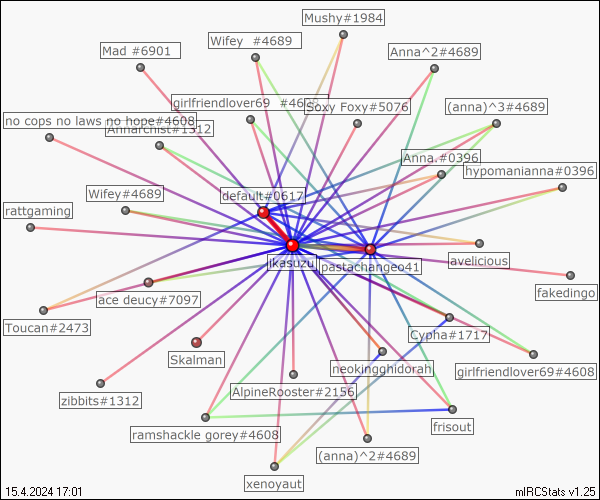 Mushy#1984
Wifey #4689
Mad #6901
Anna^2#4689
girlfriendlover69 #4608
Soxy Foxy#5076
(anna)^3#4689
no cops no laws no hope#4608
Annarchist#1312
Anna.#0396
hypomanianna#0396
Wifey#4689
default#0617
rattgaming
jkasuzu
pastachangeo41
avelicious
fakedingo
ace deucy#7097
Toucan#2473
Cypha#1717
Skalman
neokingghidorah
girlfriendlover69#4608
AlpineRooster#2156
zibbits#1312
ramshackle gorey#4608
frisout
(anna)^2#4689
xenoyaut
15.4.2024 17:01
mIRCStats v1.25